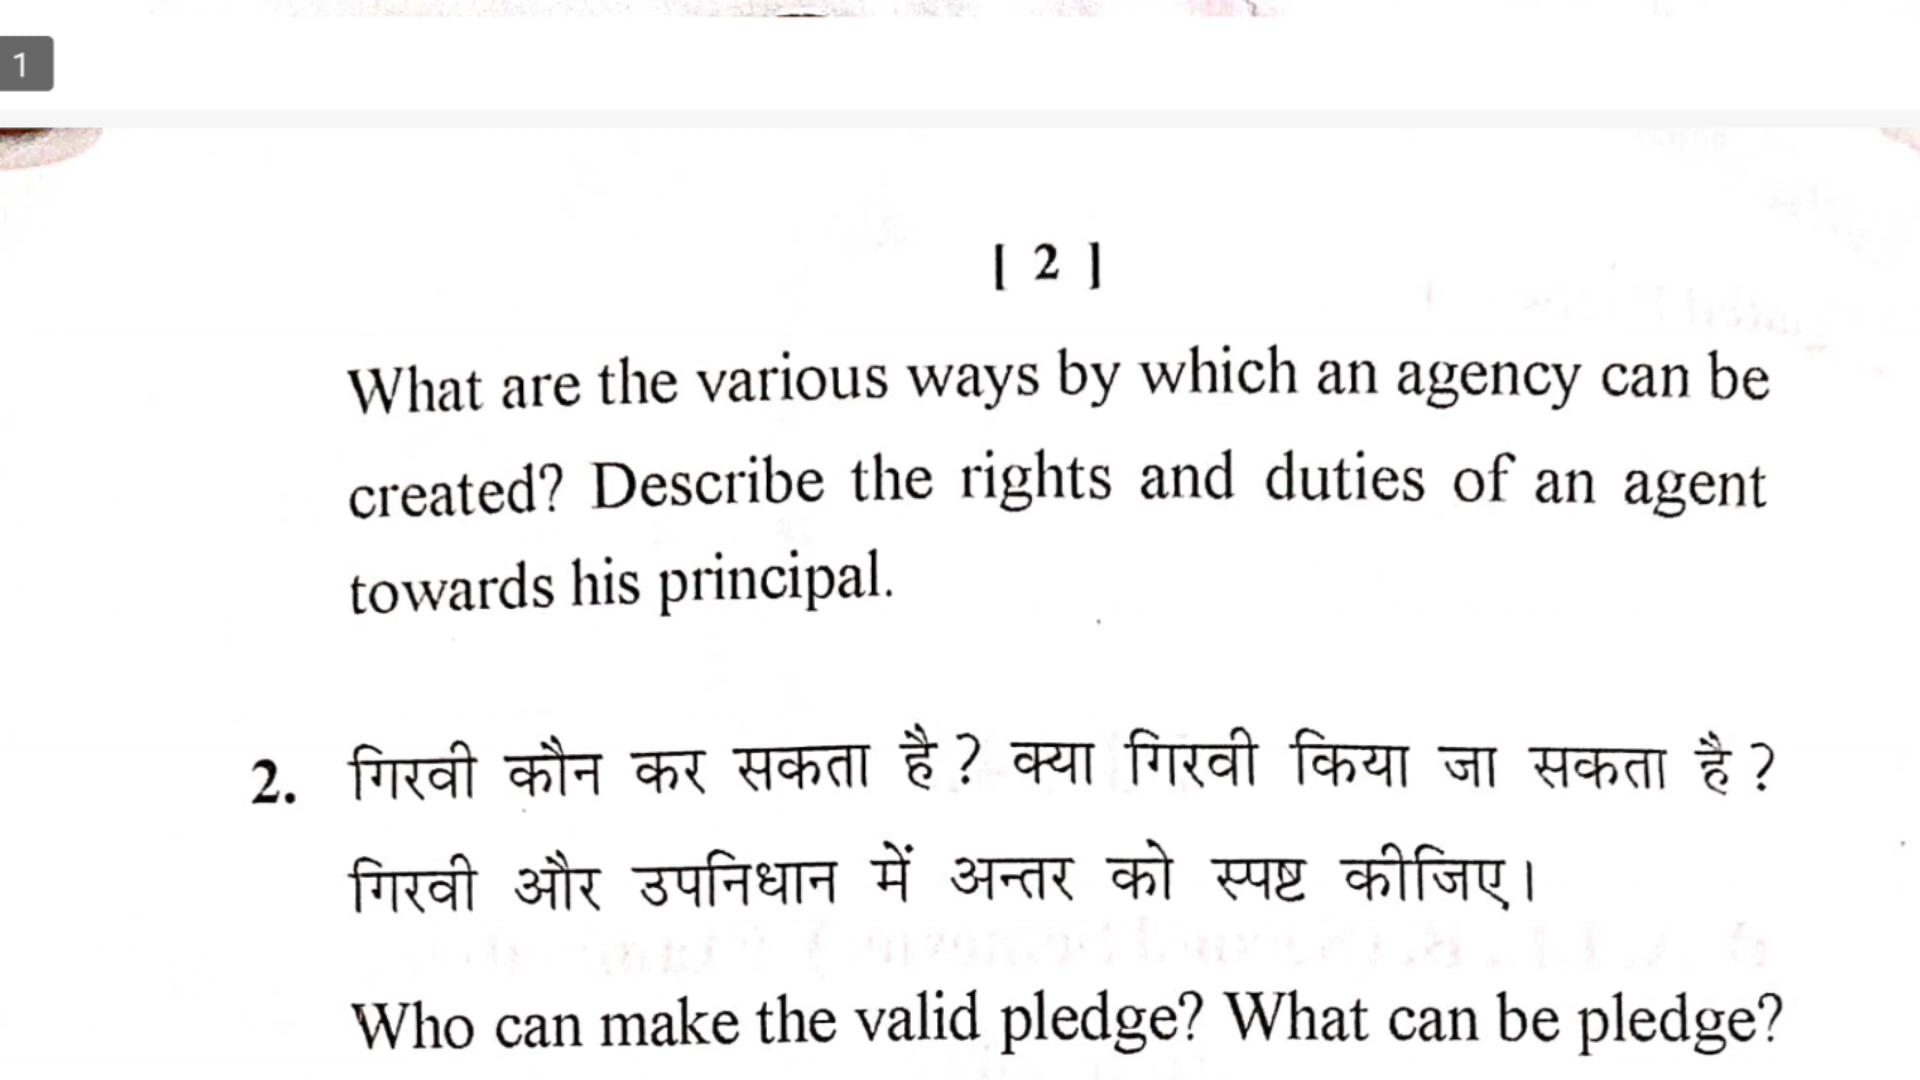 1
[ 2 ]
What are the various ways by which an agency can be
created? Describe the rights and duties of an agent
towards his principal.
2. गिरवी कौन कर सकता है? क्या गिरवी किया जा सकता है?
गिरवी और उपनिधान में अन्तर को स्पष्ट कीजिए।
Who can make the valid pledge? What can be pledge?